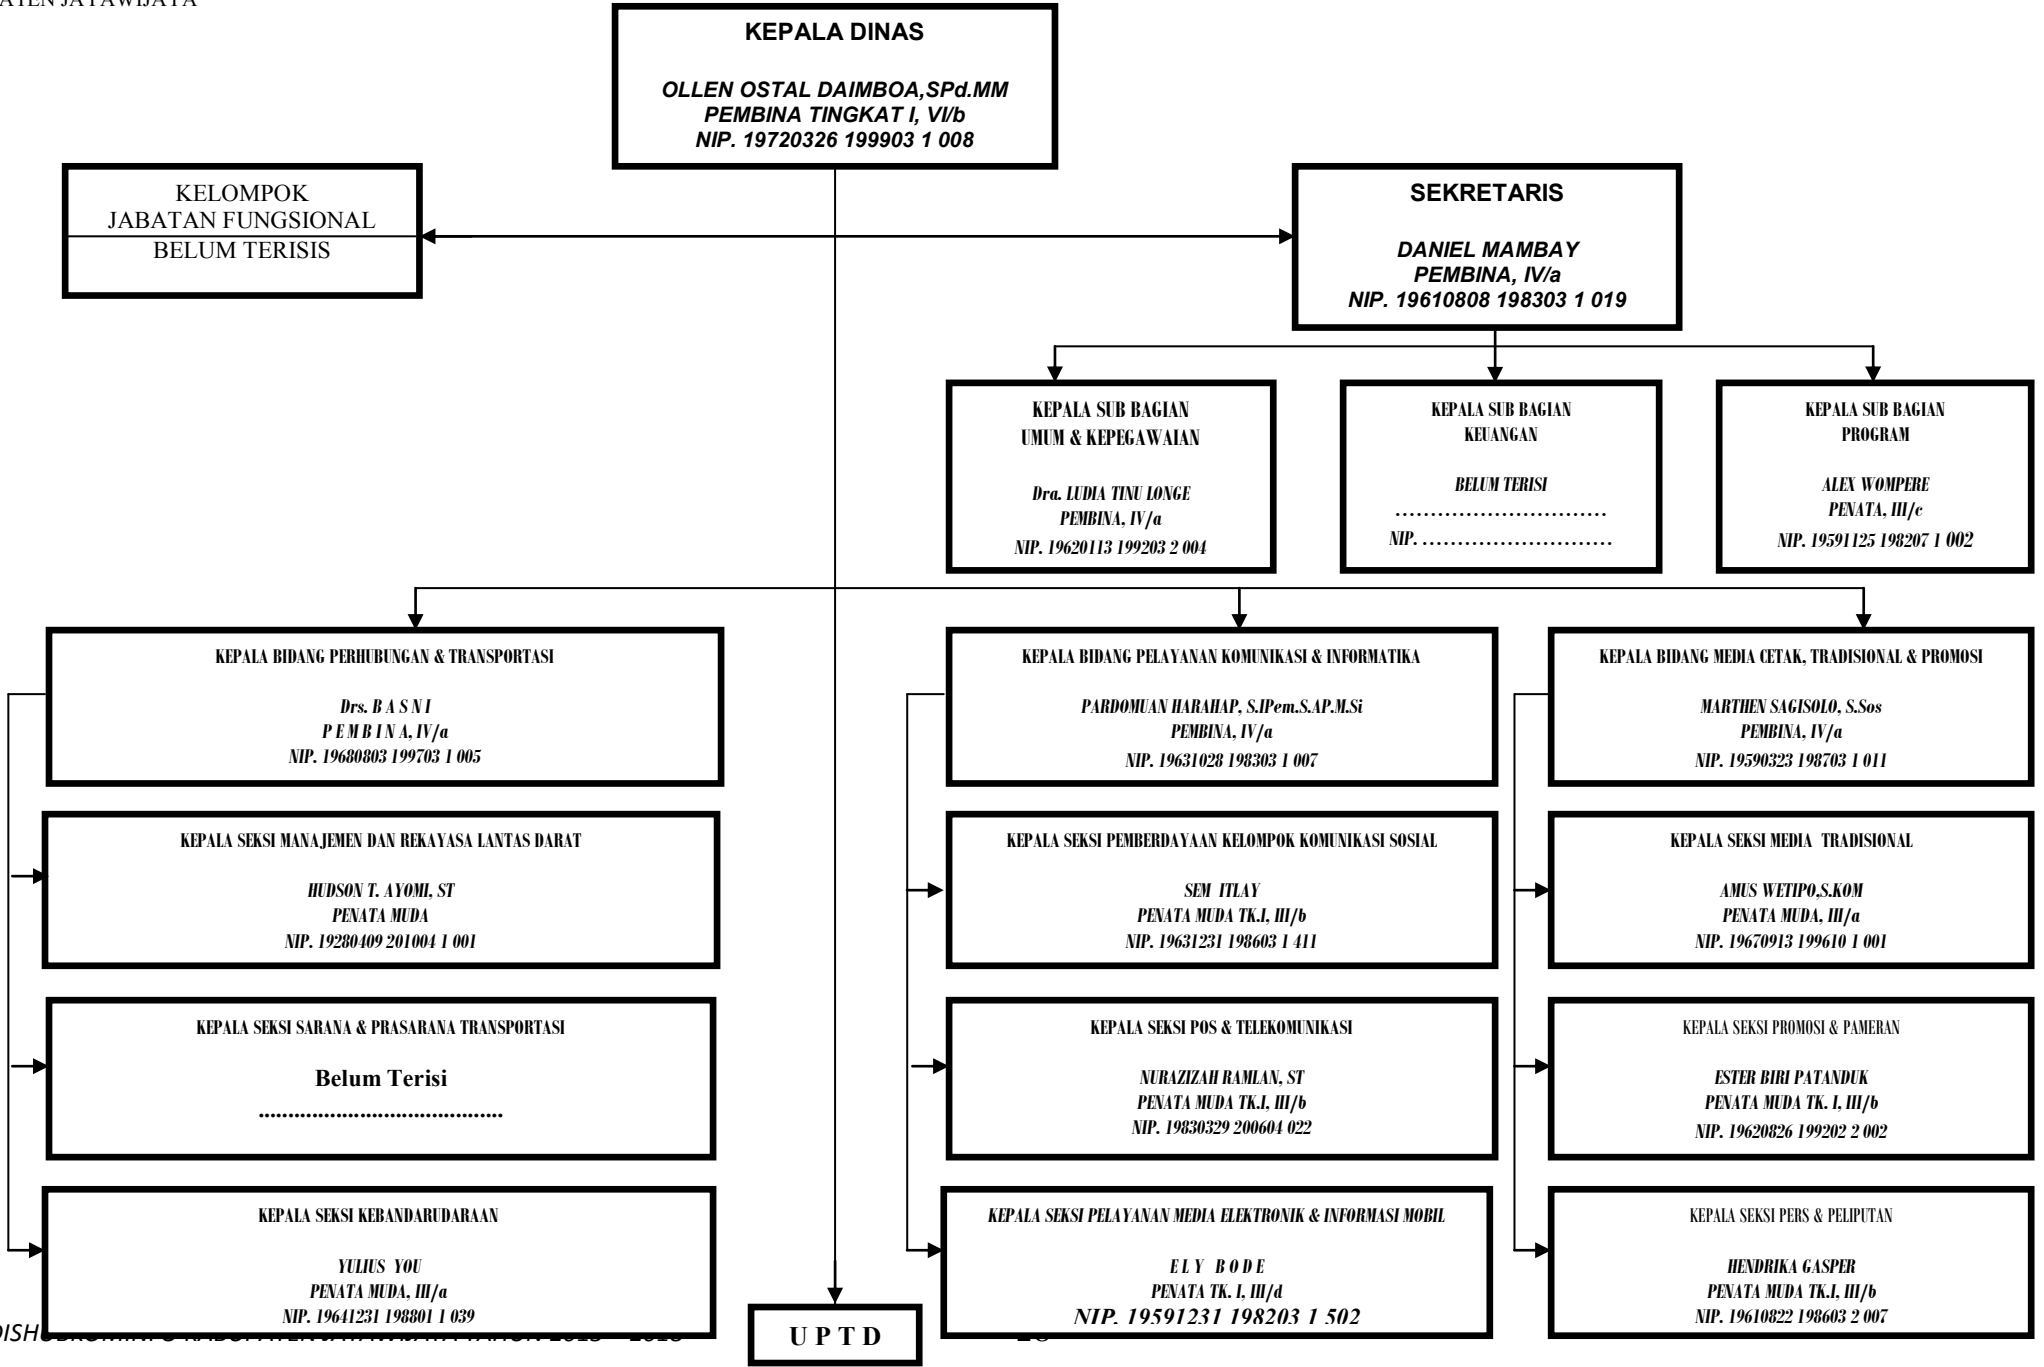 JAYAWIJAYA
KEPALA DINAS
OLLEN OSTAL DAIMBOA,SPd.MM
PEMBINA TINGKAT I, VI/b
NIP. 19720326 199903 1 008
KELOMPOK
JABATAN FUNGSIONAL
BELUM TERISIS
SEKRETARIS
DANIEL MAMBAY
PEMBINA, IV/a
NIP. 19610808 198303 1 019
KEPALA SUB BAGIAN
UMUM & KEPEGAWAIAN
Dra. LUDIA TINU LONGE
PEMBINA, IV/a
NIP. 19620113 199203 2 004
KEPALA SUB BAGIAN
KEUANGAN
BELUM TERISI
..............................
NIP. ...........................
KEPALA SUB BAGIAN
PROGRAM
ALEX WOMPERE
PENATA, III/c
NIP. 19591125 198207 1 002
KEPALA BIDANG PERHUBUNGAN & TRANSPORTASI
Drs. B A S N I
P E M B I N A, IV/a
NIP. 19680803 199703 1 005
KEPALA BIDANG PELAYANAN KOMUNIKASI & INFORMATIKA
PARDOMUAN HARAHAP, S.IPem.S.AP.M.Si
PEMBINA, IV/a
NIP. 19631028 198303 1 007
KEPALA BIDANG MEDIA CETAK, TRADISIONAL & PROMOSI
MARTHEN SAGISOLO, S.Sos
PEMBINA, IV/a
NIP. 19590323 198703 1 011
KEPALA SEKSI MANAJEMEN DAN REKAYASA LANTAS DARAT
HUDSON T. AYOMI, ST
PENATA MUDA
NIP. 19280409 201004 1 001
KEPALA SEKSI PEMBERDAYAAN KELOMPOK KOMUNIKASI SOSIAL
SEM ITLAY
PENATA MUDA TK.I, III/b
NIP. 19631231 198603 1 411
KEPALA SEKSI MEDIA TRADISIONAL
AMUS WETIPO,S.KOM
PENATA MUDA, III/a
NIP. 19670913 199610 1 001
KEPALA SEKSI SARANA & PRASARANA TRANSPORTASI
Belum Terisi
.........................................
KEPALA SEKSI POS & TELEKOMUNIKASI
NURAZIZAH RAMLAN, ST
PENATA MUDA TK.I, III/b
NIP. 19830329 200604 022
KEPALA SEKSI PROMOSI & PAMERAN
ESTER BIRI PATANDUK
PENATA MUDA TK. I, III/b
NIP. 19620826 199202 2 002
KEPALA SEKSI KEBANDARUDARAAN
YULIUS YOU
PENATA MUDA, III/a
NIP. 19641231 198801 1 039
KEPALA SEKSI PELAYANAN MEDIA ELEKTRONIK & INFORMASI MOBIL
E L Y B O D E
PENATA TK. I, III/d
NIP. 19591231 198203 1 502
KEPALA SEKSI PERS & PELIPUTAN
HENDRIKA GASPER
PENATA MUDA TK.I, III/b
NIP. 19610822 198603 2 007
U P T D